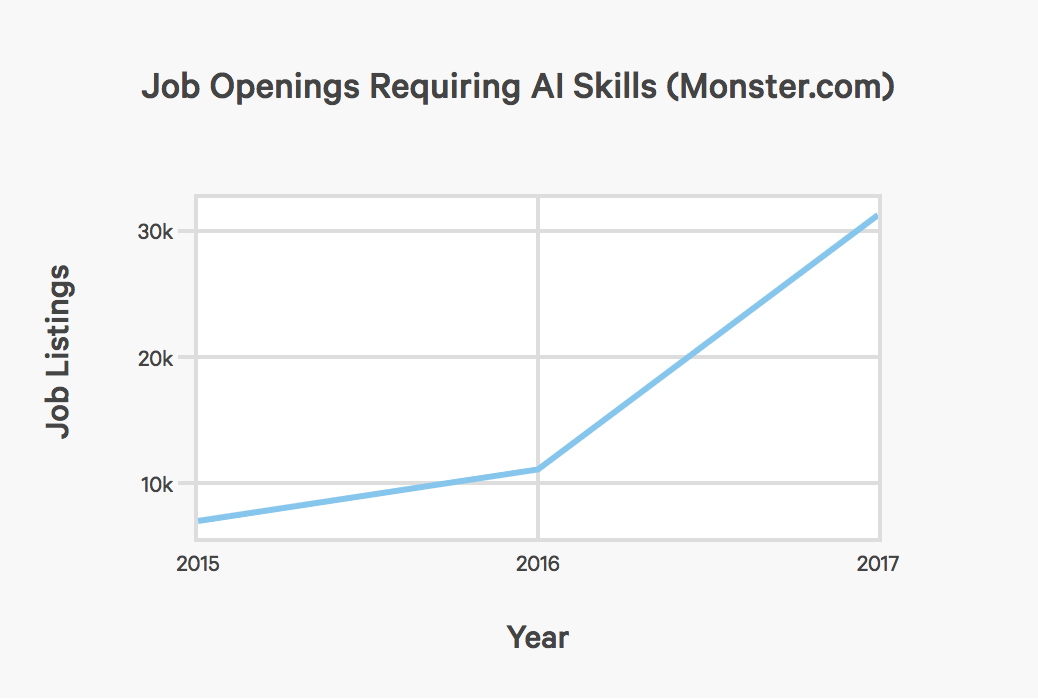 Job Openings Requiring AI Skills (Monster.com)
Job Listings
30k
20k
10k
2015
2016
2017
Year